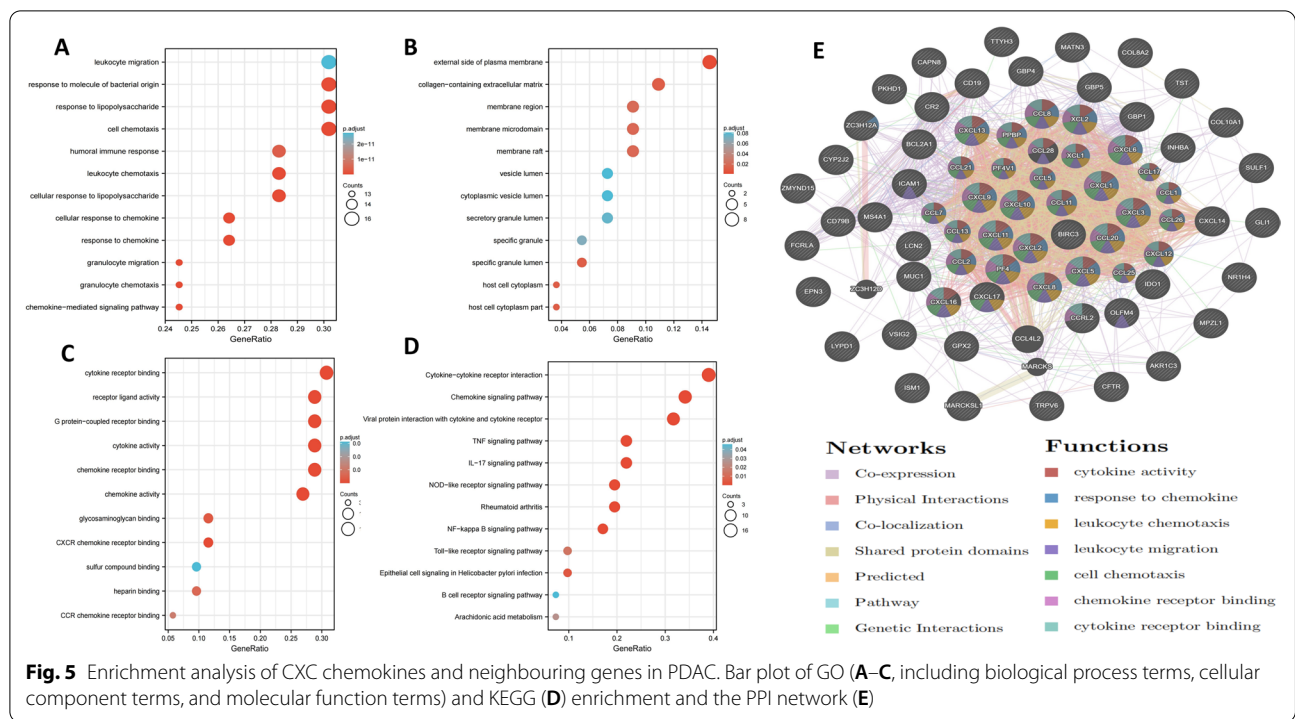 A
leukocyte migration
response to molecule of bacterial origin
response to lipopolysaccharide
cell chemotaxis
humoral immune response
leukocyte chemotaxis
cellular response to lipopolysaccharide
cellular response to chemokine
response to chemokine
granulocyte migration
granulocyte chemotaxis
chemokine-mediated signaling pathway
0.24 0.25 0.26 0.27 0.28 0.29 0.30
GeneRatio
p.adjust
2e-11
1e-11
Counts
13
14
16
B
external side of plasma membrane
collagen-containing extracellular matrix
membrane region
membrane microdomain
membrane raft
vesicle lumen
cytoplasmic vesicle lumen
secretory granule lumen
specific granule
specific granule lumen
host cell cytoplasm
host cell cytoplasm part
0.04 0.06 0.08 0.10 0.12 0.14
GeneRatio
p.adjust
0.08
0.06
0.04
0.02
Counts
2
5
8
C
cytokine receptor binding
receptor ligand activity
G protein-coupled receptor binding
cytokine activity
chemokine receptor binding
chemokine activity
glycosaminoglycan binding
CXCR chemokine receptor binding
sulfur compound binding
heparin binding
CCR chemokine receptor binding
0.05 0.10 0.15 0.20 0.25 0.30
GeneRatio
p.adjust
0.0
0.0
Counts
D
Cytokine-cytokine receptor interaction
Chemokine signaling pathway
Viral protein interaction with cytokine and cytokine receptor
TNF signaling pathway
IL-17 signaling pathway
NOD-like receptor signaling pathway
Rheumatoid arthritis
NF-kappa B signaling pathway
Toll-like receptor signaling pathway
Epithelial cell signaling in Helicobacter pylori infection
B cell receptor signaling pathway
Arachidonic acid metabolism
0.1 0.2 0.3 0.4
GeneRatio
p.adjust
0.04
0.03
0.02
0.01
Counts
3
10
16
E
TTYH3
MATN3
COL8A2
CAPN8
CD19
GBP4
GBP5
TST
PKHD1
CR2
CCL8
XCL2
GBP1
COL10A1
ZC3H12A
CXCL13
PPBP
CXCL6
BCL2A1
CCL28
XCL1
INHBA
CYP2J2
CCL21
PF4V1
CCL17
SULF1
ICAM1
CCL5
CXCL1
CCL1
ZMYND15
CXCL9
CXCL10
CCL11
CXCL3
CD79B
MS4A1
CCL7
CCL26
CXCL14
GLI1
FCRLA
LCN2
CCL13
CXCL11
CXCL2
BIRC3
CCL20
CXCL12
CCL2
PF4
CXCL5
CCL25
NR1H4
EPN3
ZC3H12D
MUC1
CXCL8
IDO1
CXCL16
CXCL17
CCRL2
OLFM4
MPZL1
LYPD1
VSIG2
GPX2
CCL4L2
MARCKS
AKR1C3
ISM1
MARCKSL1
TRPV6
CFTR
Networks
Co-expression
Physical Interactions
Co-localization
Shared protein domains
Predicted
Pathway
Genetic Interactions
Functions
cytokine activity
response to chemokine
leukocyte chemotaxis
leukocyte migration
cell chemotaxis
chemokine receptor binding
cytokine receptor binding
Fig. 5 Enrichment analysis of CXC chemokines and neighbouring genes in PDAC. Bar plot of GO (A–C, including biological process terms, cellular
component terms, and molecular function terms) and KEGG (D) enrichment and the PPI network (E)